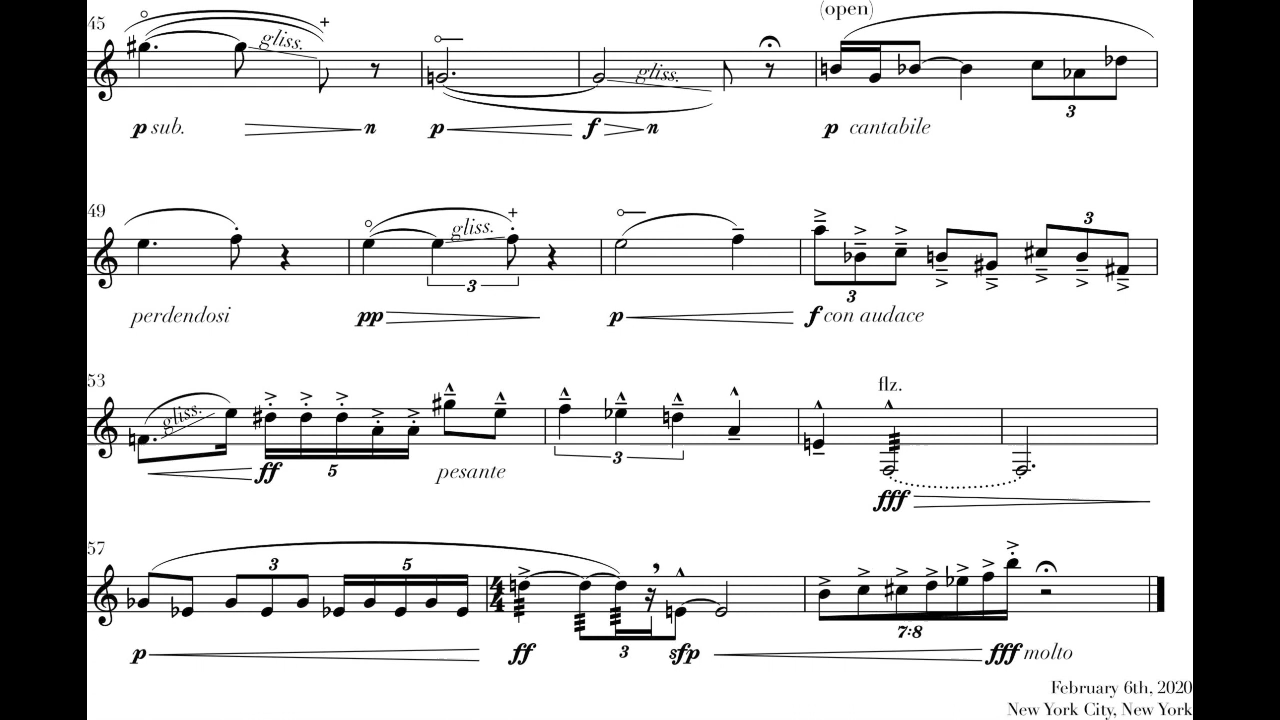 (open)
45 gliss. gliss.
p sub. n p f n p cantabile 3
49 gliss. 3
3 3
perdendosi pp p f con audace
flz.
53 gliss.
ff 5 pesante 3
fff
57 3 5 4 4
p ff 3 sfp 7:8 fff molto
February 6th, 2020
New York City, New York